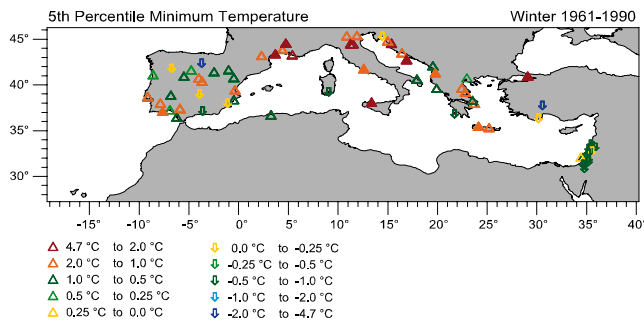 5th Percentile Minimum Temperature Winter 1961-1990
45°
40°
35°
30°
-15° -10° -5° 0° 5° 10° 15° 20° 25° 30° 35° 40°
4.7 °C to 2.0 °C 0.0 °C to -0.25 °C
2.0 °C to 1.0 °C -0.25 °C to -0.5 °C
1.0 °C to 0.5 °C -0.5 °C to -1.0 °C
0.5 °C to 0.25 °C -1.0 °C to -2.0 °C
0.25 °C to 0.0 °C -2.0 °C to -4.7 °C